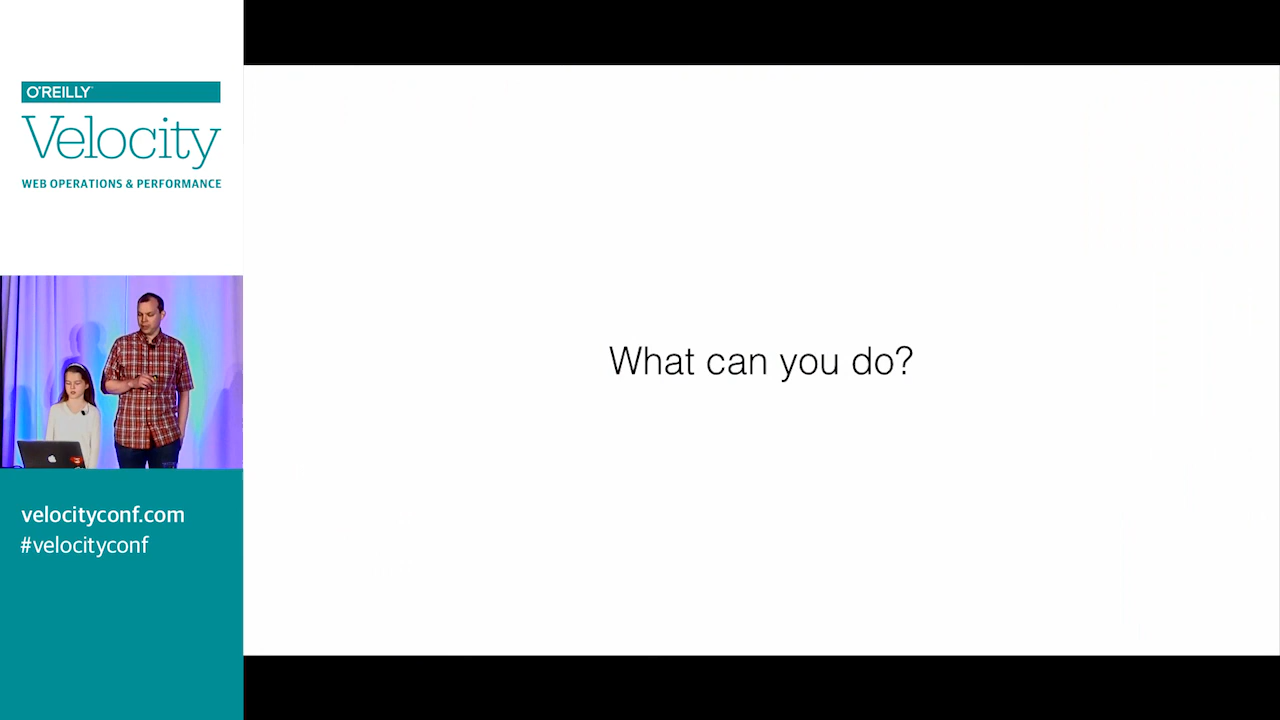 O'REILLY
Velocity
WEB OPERATIONS & PERFORMANCE
What can you do?
velocityconf.com
#velocityconf